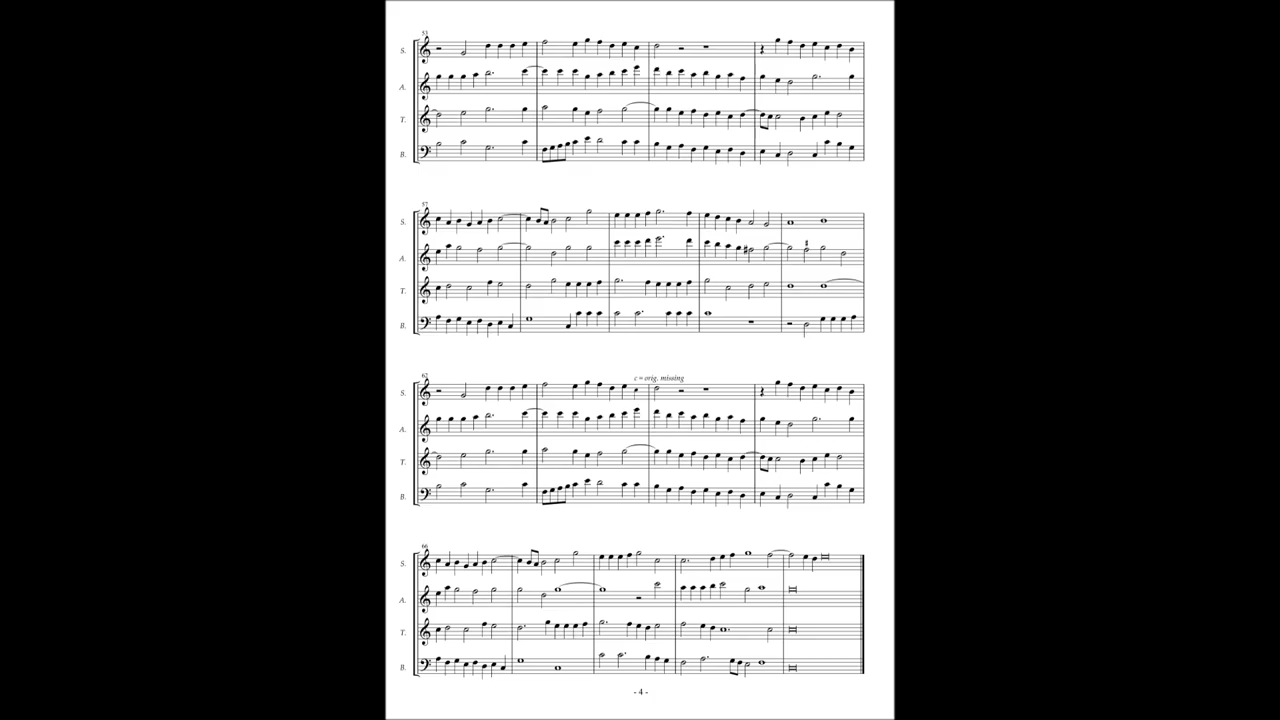 53
S.
A.
T.
B.
57
S.
A.
T.
B.
62
c = orig. missing
S.
A.
T.
B.
66
S.
A.
T.
B.
- 4 -